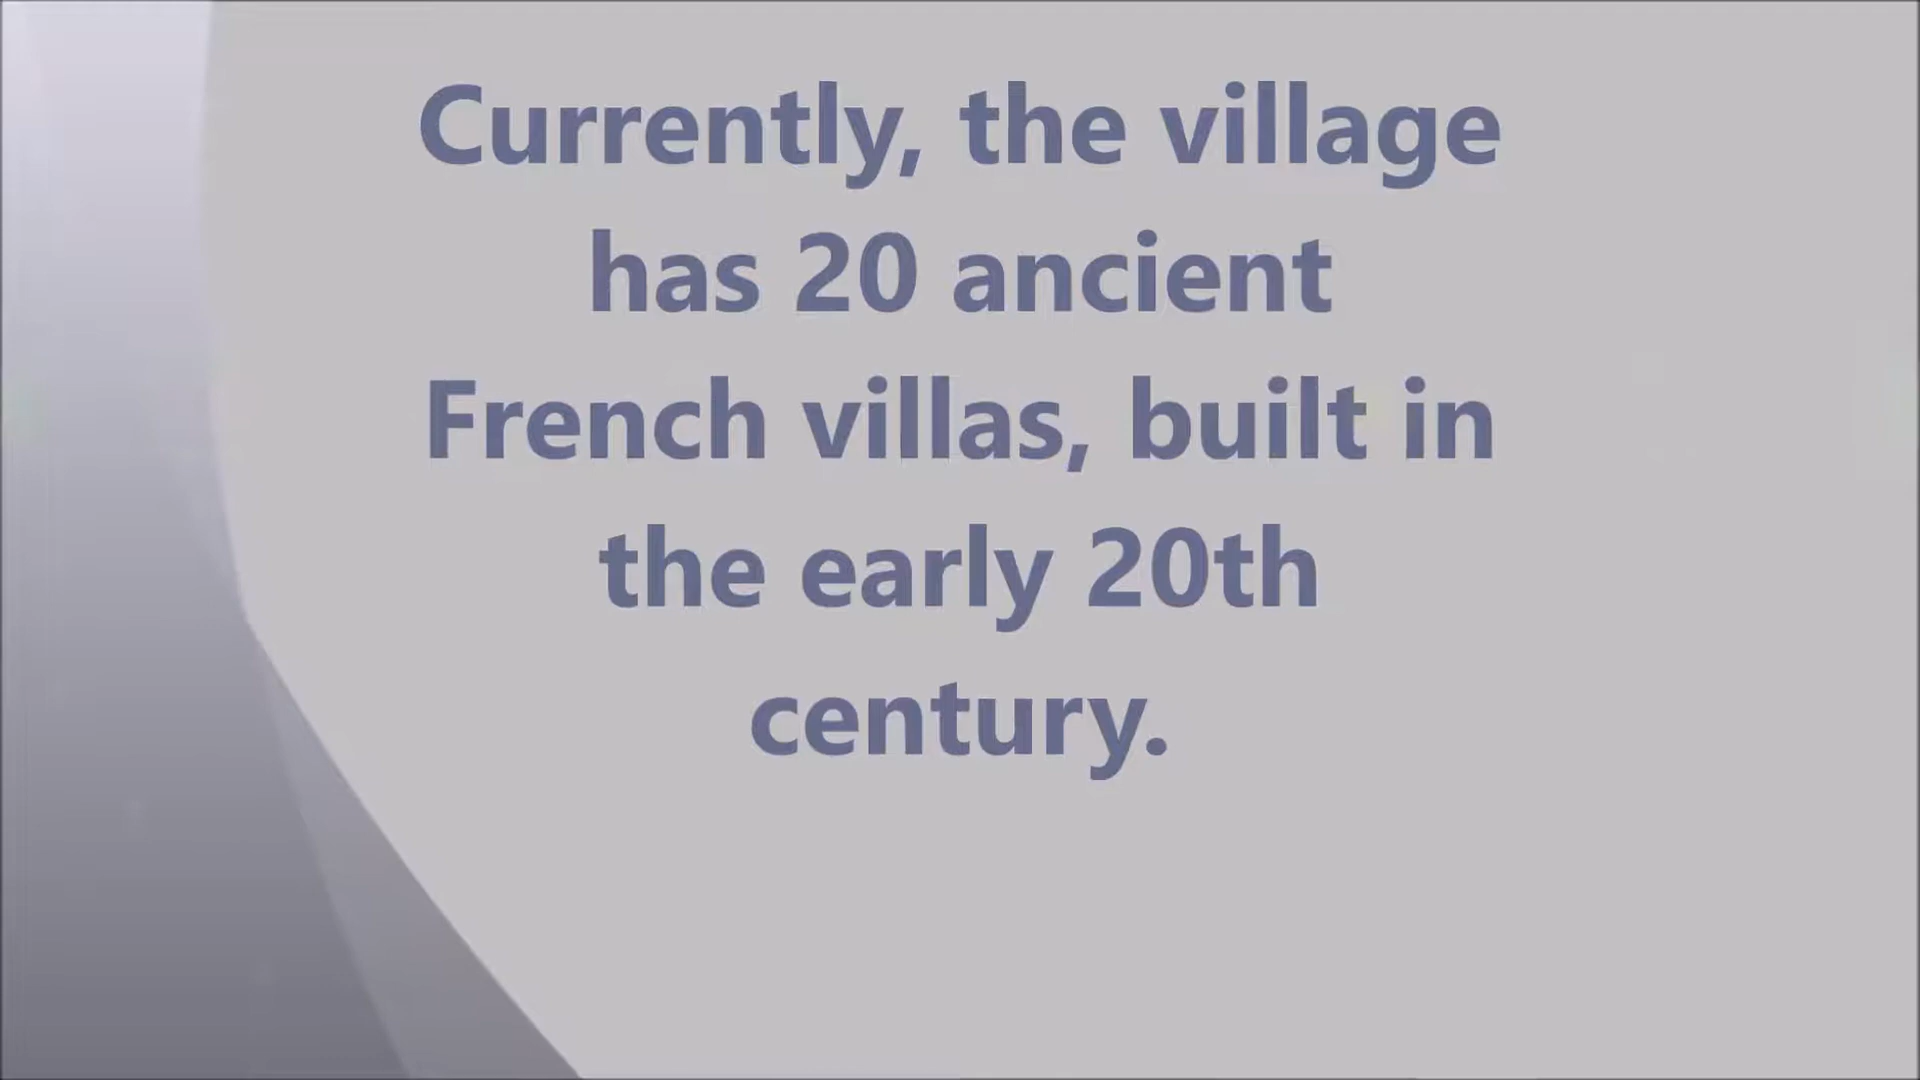 Currently, the village
has 20 ancient
French villas, built in
the early 20th
century.